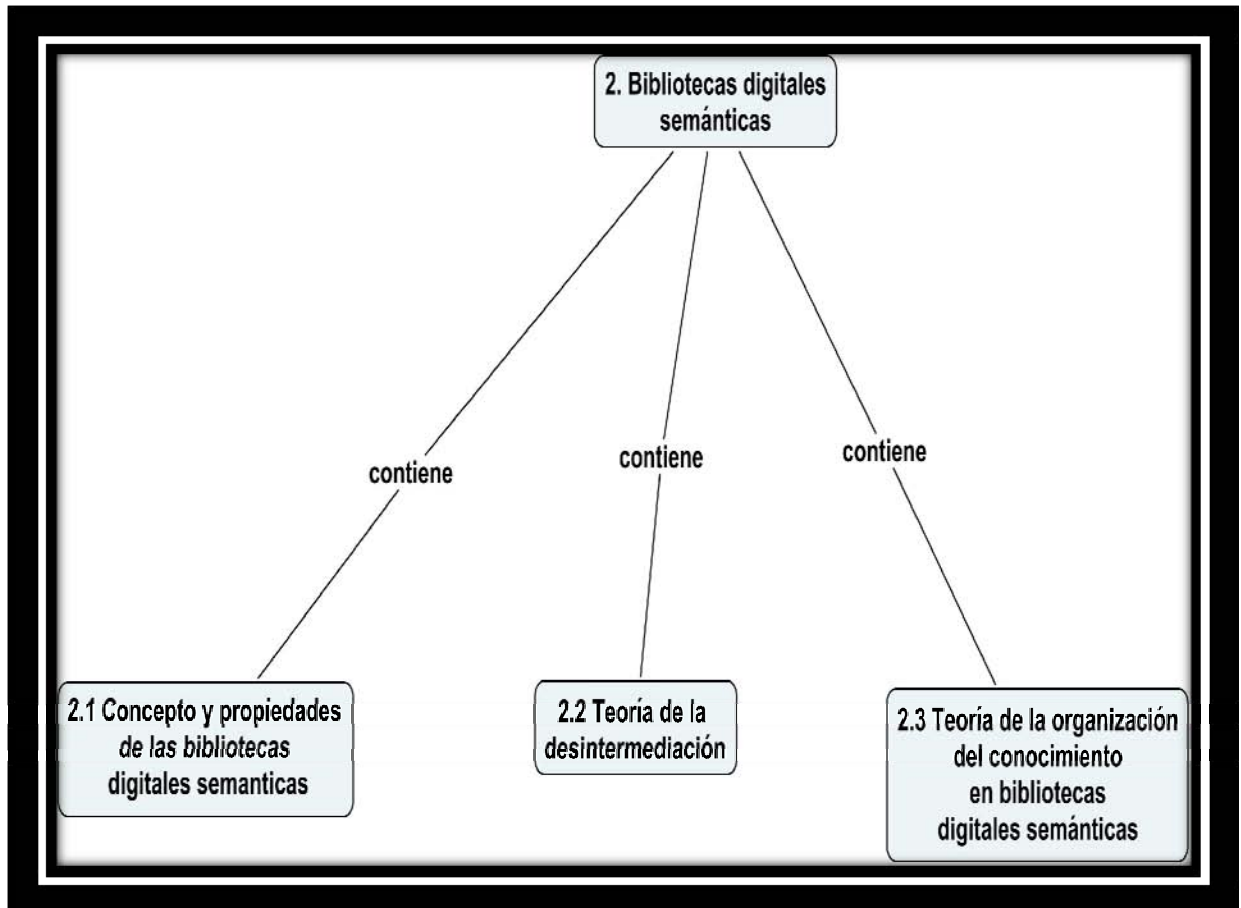 2. Bibliotecas digitales
semánticas
contiene
contiene
contiene
2.1 Concepto y propiedades
de las bibliotecas
digitales semanticas
2.2 Teoría de la
desintermediación
2.3 Teoría de la organización
del conocimiento
en bibliotecas
digitales semánticas